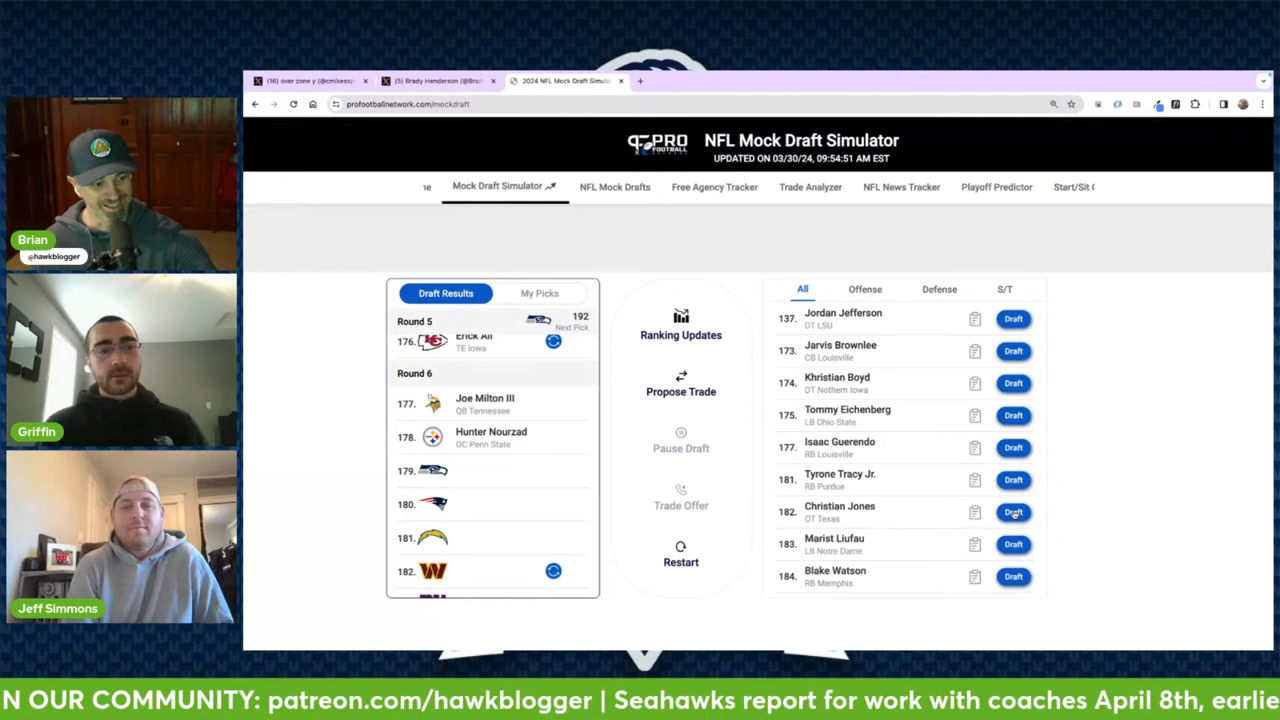 (16) over zone y (@cmikessp
(5) Brady Henderson (@Brad
2024 NFL Mock Draft Simula
profootballnetwork.com/mockdraft
PRO
FOOTBALL
NETWORK
NFL Mock Draft Simulator
UPDATED ON 03/30/24, 09:54:51 AM EST
ne
Mock Draft Simulator
NFL Mock Drafts
Free Agency Tracker
Trade Analyzer
NFL News Tracker
Playoff Predictor
Start/Sit
Brian
@hawkblogger
Griffin
Jeff Simmons
Draft Results
My Picks
Round 5
192
Next Pick
176.
Erick All
TE Iowa
Round 6
177.
Joe Milton III
QB Tennessee
178.
Hunter Nourzad
OC Penn State
179.
180.
181.
182.
Ranking Updates
Propose Trade
Pause Draft
Trade Offer
Restart
All
Offense
Defense
S/T
137.
Jordan Jefferson
DT LSU
Draft
173.
Jarvis Brownlee
CB Louisville
Draft
174.
Khristian Boyd
DT Nothern Iowa
Draft
175.
Tommy Eichenberg
LB Ohio State
Draft
177.
Isaac Guerendo
RB Louisville
Draft
181.
Tyrone Tracy Jr.
RB Purdue
Draft
182.
Christian Jones
OT Texas
Draft
183.
Marist Liufau
LB Notre Dame
Draft
184.
Blake Watson
RB Memphis
Draft
N OUR COMMUNITY: patreon.com/hawkblogger | Seahawks report for work with coaches April 8th, earlie